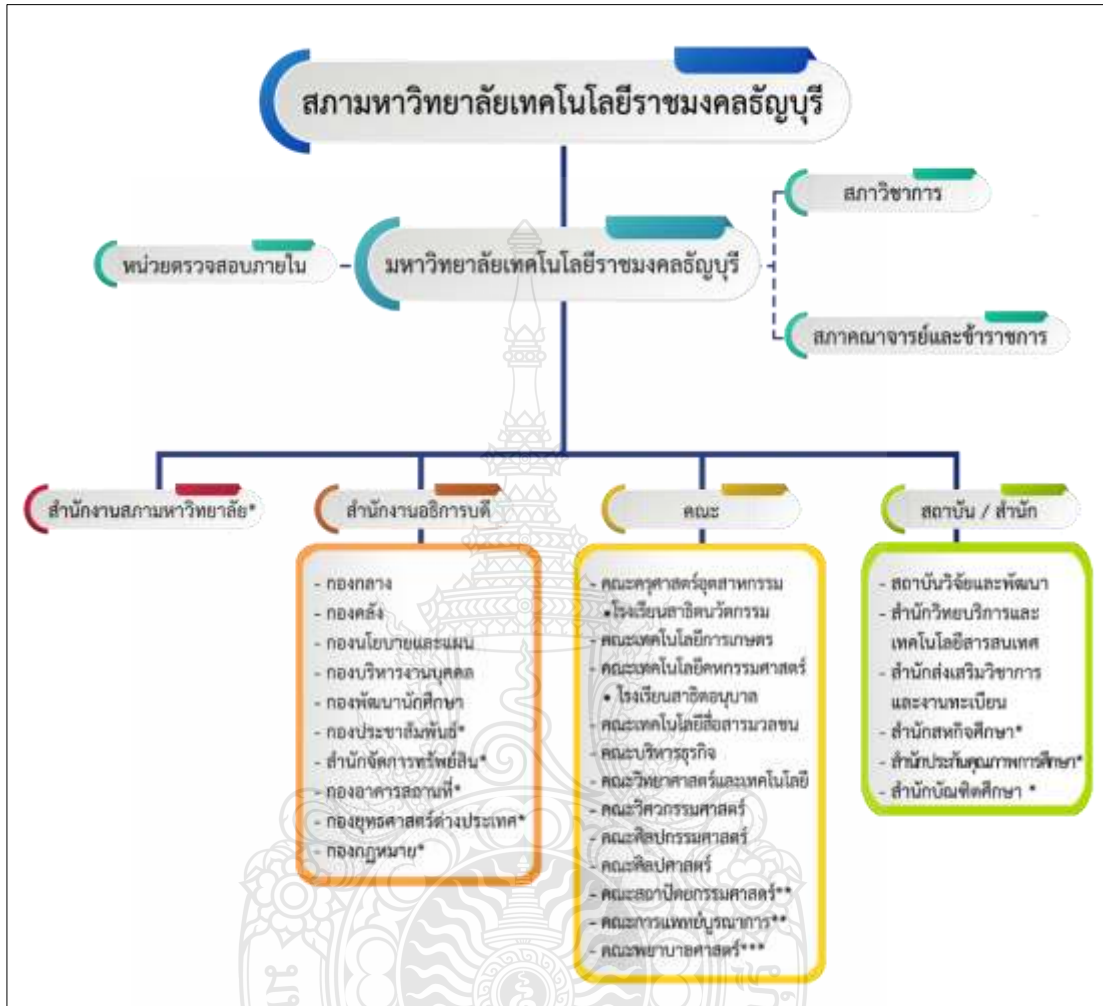 สภามหาวิทยาลัยเทคโนโลยีราชมงคลธัญบุรี
สภาวิชาการ
หน่วยตรวจสอบภายใน
มหาวิทยาลัยเทคโนโลยีราชมงคลธัญบุรี
สภาคณาจารย์และข้าราชการ
สำนักงานสภามหาวิทยาลัย*
สำนักงานอธิการบดี
- กองกลาง
- กองคลัง
- กองนโยบายและแผน
- กองบริหารงานบุคคล
- กองพัฒนานักศึกษา
- กองประชาสัมพันธ์*
- สำนักจัดการทรัพย์สิน*
- กองอาคารสถานที่*
- กองยุทธศาสตร์ต่างประเทศ*
- กองกฎหมาย*
คณะ
- คณะครุศาสตร์อุตสาหกรรม
•โรงเรียนสาธิตนวัตกรรม
- คณะเทคโนโลยีการเกษตร
- คณะเทคโนโลยีคหกรรมศาสตร์
• โรงเรียนสาธิตอนุบาล
- คณะเทคโนโลยีสื่อสารมวลชน
- คณะบริหารธุรกิจ
- คณะวิทยาศาสตร์และเทคโนโลยี
- คณะวิศวกรรมศาสตร์
- คณะศิลปกรรมศาสตร์
- คณะศิลปศาสตร์
- คณะสถาปัตยกรรมศาสตร์**
- คณะการแพทย์บูรณาการ**
- คณะพยาบาลศาสตร์***
สถาบัน / สำนัก
- สถาบันวิจัยและพัฒนา
- สำนักวิทยบริการและ
เทคโนโลยีสารสนเทศ
- สำนักส่งเสริมวิชาการ
และงานทะเบียน
- สำนักสหกิจศึกษา*
- สำนักประกันคุณภาพการศึกษา*
- สำนักบัณฑิตศึกษา *